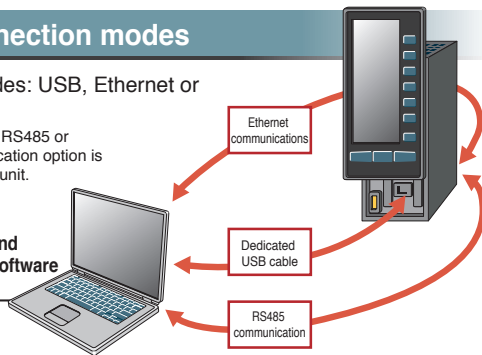 nection modes
des: USB, Ethernet or
RS485 or
cation option is
unit.
nd
oftware
Ethernet
communications
Dedicated
USB cable
RS485
communication